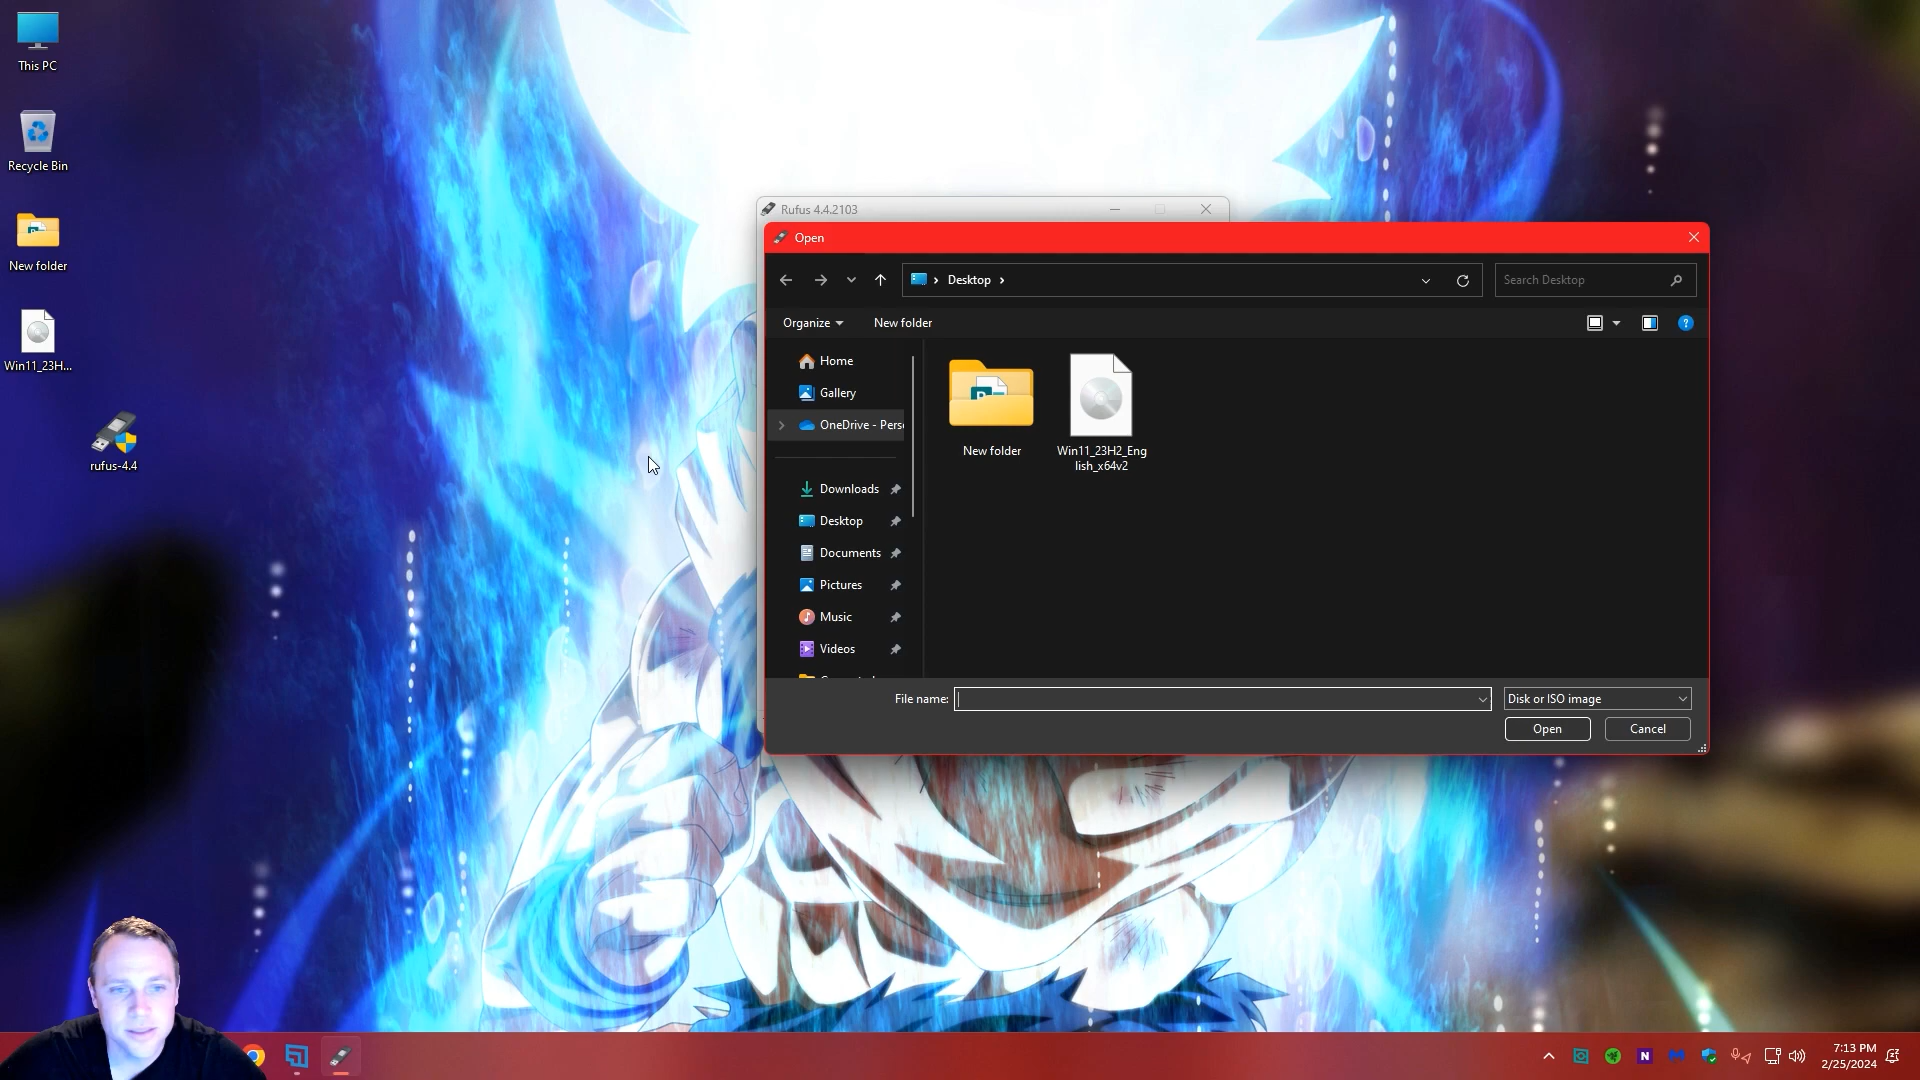 This PC
Recycle Bin
New folder
Win11_23H...
rufus-4.4
Rufus 4.4.2103
Open
Desktop
Search Desktop
Organize
New folder
Home
Gallery
OneDrive - Pers
Downloads
Desktop
Documents
Pictures
Music
Videos
New folder
Win11_23H2_Eng
lish_x64v2
File name:
Disk or ISO image
Open
Cancel
7:13 PM
2/25/2024